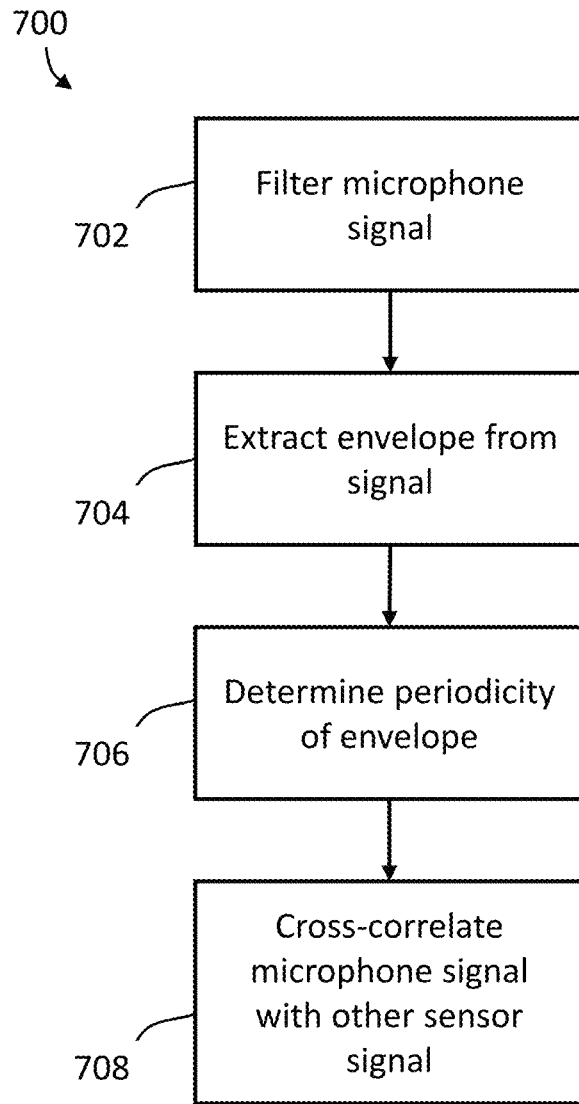 700
Filter microphone
signal
702
Extract envelope from
signal
704
Determine periodicity
of envelope
706
Cross-correlate
microphone signal
with other sensor
signal
708